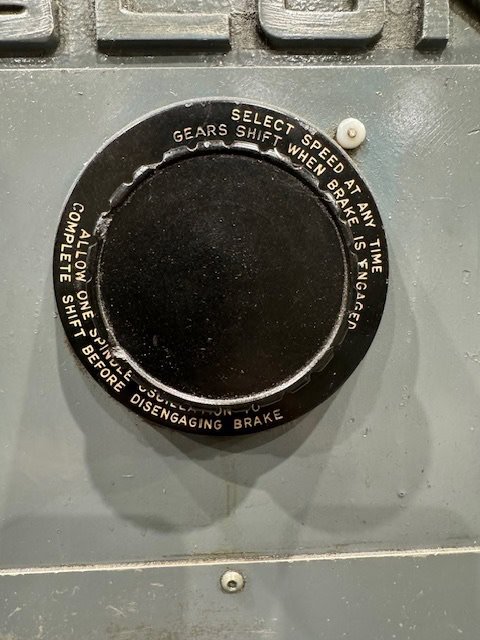 SELECT SPEED AT ANY TIME
GEARS SHIFT WHEN BRAKE IS ENGAGED
ALLOW ONE SPINDLE OSCILLATION TO
COMPLETE SHIFT BEFORE DISENGAGING BRAKE